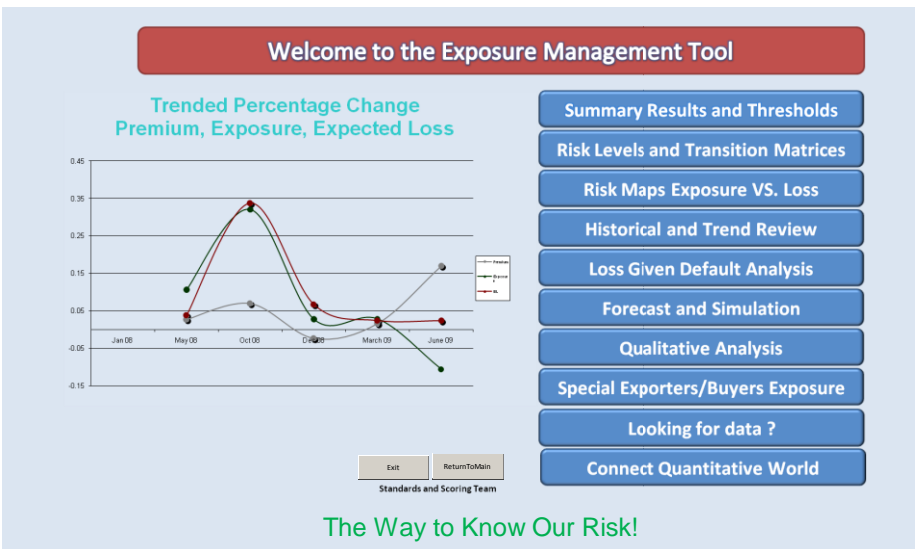 Welcome to the Exposure Management Tool
Trended Percentage Change
Premium, Exposure, Expected Loss
0.45
0.35
0.25
0.15
0.05
-0.05
-0.15
Jan 08
May 08
Oct 08
Dec 08
March 09
June 09
Premium
EL
Summary Results and Thresholds
Risk Levels and Transition Matrices
Risk Maps Exposure VS. Loss
Historical and Trend Review
Loss Given Default Analysis
Forecast and Simulation
Qualitative Analysis
Special Exporters/Buyers Exposure
Looking for data ?
Connect Quantitative World
Exit
ReturnToMain
Standards and Scoring Team
The Way to Know Our Risk!